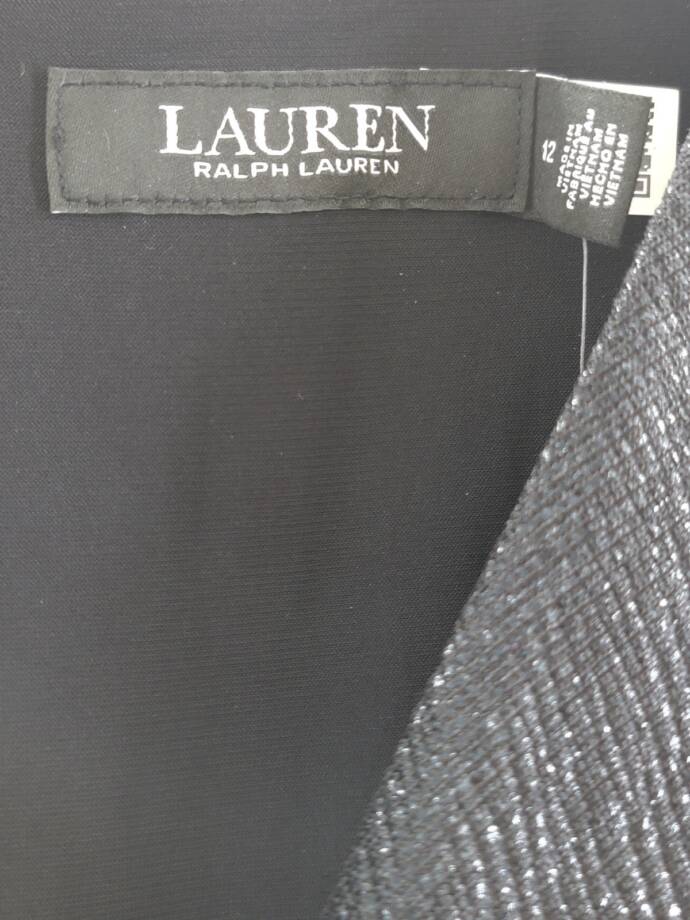 LAUREN
RALPH LAUREN
12
MADE IN
VIETNAM
FABRIQUÉ AU
VIETNAM
HECHO EN
VIETNAM